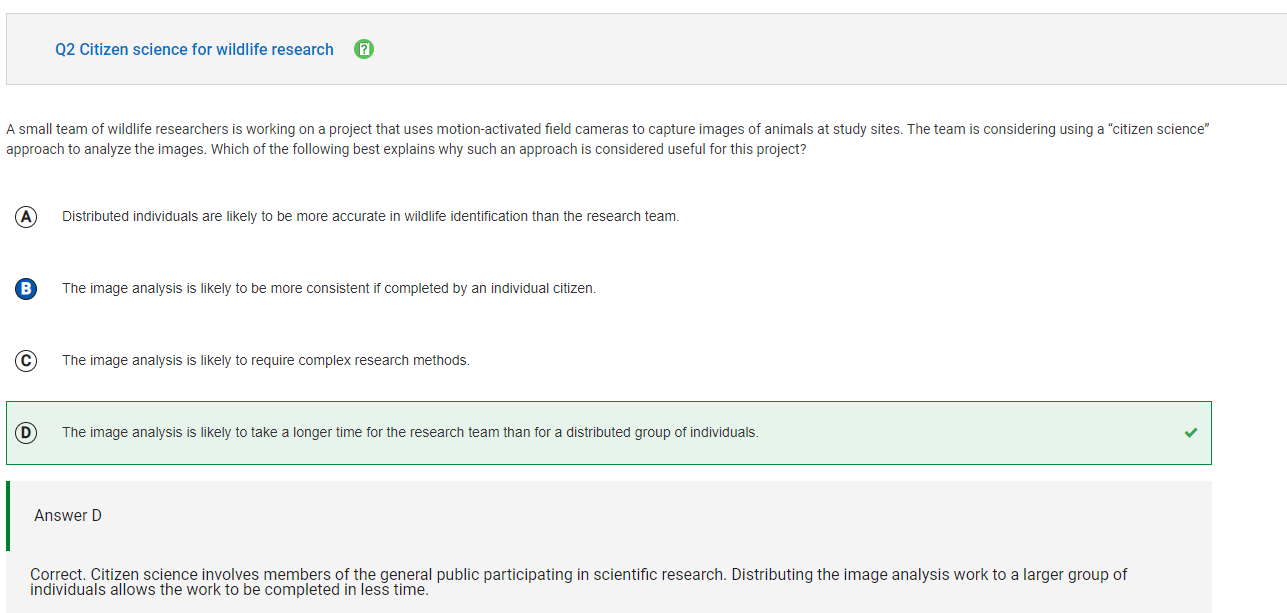 Q2 Citizen science for wildlife research ?
A small team of wildlife researchers is working on a project that uses motion-activated field cameras to capture images of animals at study sites. The team is considering using a “citizen science”
approach to analyze the images. Which of the following best explains why such an approach is considered useful for this project?
A Distributed individuals are likely to be more accurate in wildlife identification than the research team.
B The image analysis is likely to be more consistent if completed by an individual citizen.
C The image analysis is likely to require complex research methods.
D The image analysis is likely to take a longer time for the research team than for a distributed group of individuals.
Answer D
Correct. Citizen science involves members of the general public participating in scientific research. Distributing the image analysis work to a larger group of
individuals allows the work to be completed in less time.